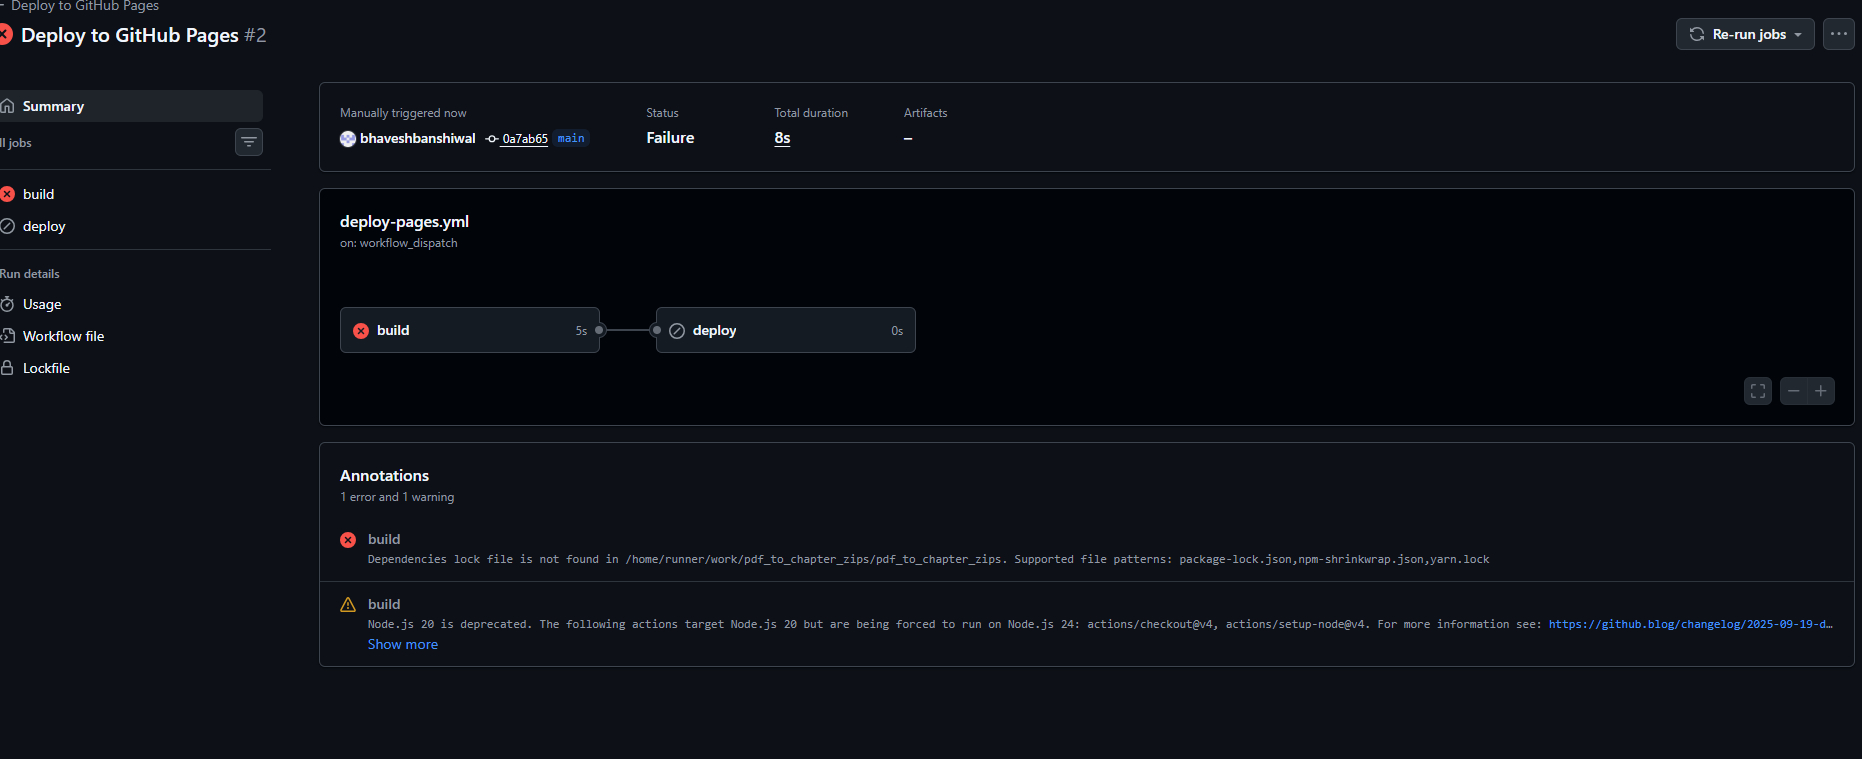 Deploy to GitHub Pages
Deploy to GitHub Pages #2
Re-run jobs
Summary
ll jobs
build
deploy
Run details
Usage
Workflow file
Lockfile
Manually triggered now
bhaveshbanshiwal 0a7ab65 main
Status
Failure
Total duration
8s
Artifacts
–
deploy-pages.yml
on: workflow_dispatch
build 5s
deploy 0s
Annotations
1 error and 1 warning
build
Dependencies lock file is not found in /home/runner/work/pdf_to_chapter_zips/pdf_to_chapter_zips. Supported file patterns: package-lock.json,npm-shrinkwrap.json,yarn.lock
build
Node.js 20 is deprecated. The following actions target Node.js 20 but are being forced to run on Node.js 24: actions/checkout@v4, actions/setup-node@v4. For more information see: https://github.blog/changelog/2025-09-19-d…
Show more